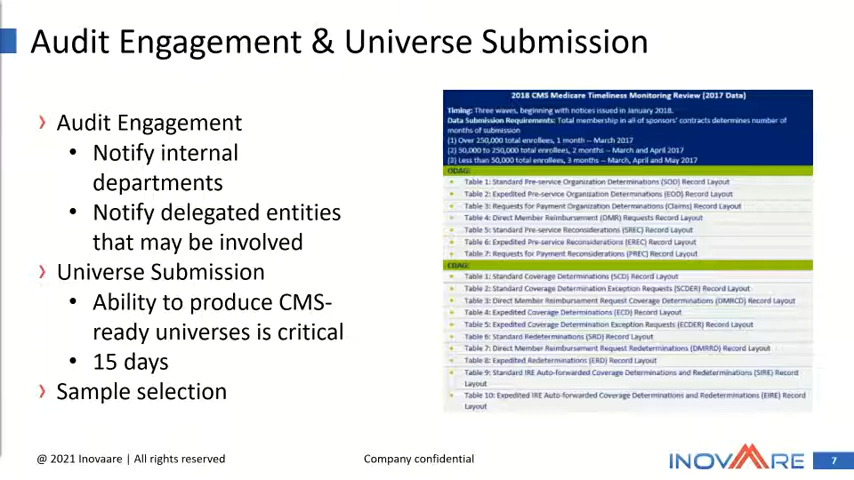 Audit Engagement & Universe Submission
› Audit Engagement
• Notify internal
departments
• Notify delegated entities
that may be involved
› Universe Submission
• Ability to produce CMS-
ready universes is critical
• 15 days
› Sample selection
2018 CMS Medicare Timeliness Monitoring Review (2017 Data)
Timing: Three waves, beginning with notices issued in January 2018.
Data Submission Requirements: Total membership in all of sponsors' contracts determines number of
months of submission
(1) Over 250,000 total enrollees, 1 month -- March 2017
(2) 50,000 to 250,000 total enrollees, 2 months -- March and April 2017
(3) Less than 50,000 total enrollees, 3 months -- March, April and May 2017
ODAG:
Table 1: Standard Pre-service Organization Determinations (SOD) Record Layout
Table 2: Expedited Pre-service Organization Determinations (EOD) Record Layout
Table 3: Requests for Payment Organization Determinations (Claims) Record Layout
Table 4: Direct Member Reimbursement (DMR) Requests Record Layout
Table 5: Standard Pre-service Reconsiderations (SREC) Record Layout
Table 6: Expedited Pre-service Reconsiderations (EREC) Record Layout
Table 7: Requests for Payment Reconsiderations (PREC) Record Layout
CDAG:
Table 1: Standard Coverage Determinations (SCD) Record Layout
Table 2: Standard Coverage Determination Exception Requests (SCDER) Record Layout
Table 3: Direct Member Reimbursement Request Coverage Determinations (DMRCD) Record Layout
Table 4: Expedited Coverage Determinations (ECD) Record Layout
Table 5: Expedited Coverage Determination Exception Requests (ECDER) Record Layout
Table 6: Standard Redeterminations (SRD) Record Layout
Table 7: Direct Member Reimbursement Request Redeterminations (DMRRD) Record Layout
Table 8: Expedited Redeterminations (ERD) Record Layout
Table 9: Standard IRE Auto-forwarded Coverage Determinations and Redeterminations (SIRE) Record
Layout
Table 10: Expedited IRE Auto-forwarded Coverage Determinations and Redeterminations (EIRE) Record
Layout
@ 2021 Inovaare | All rights reserved
Company confidential
INOVAARE
7